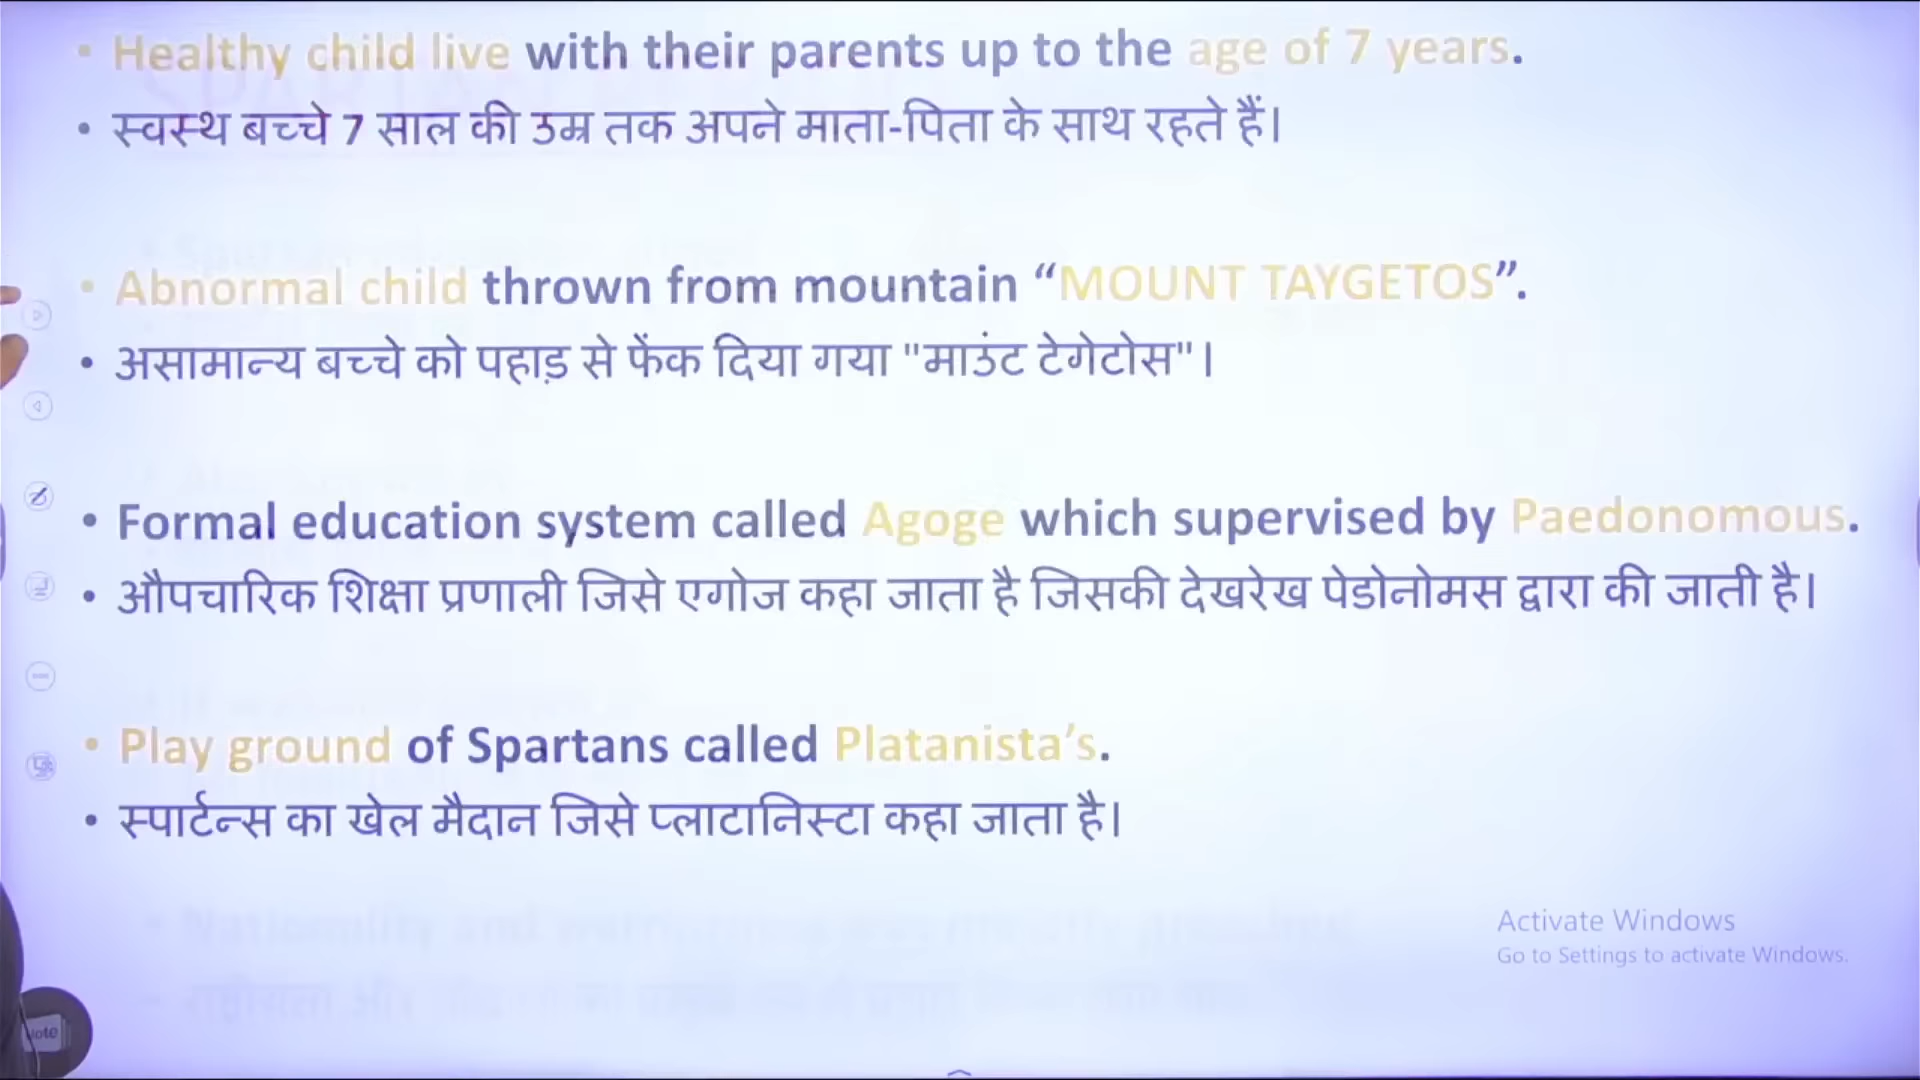 • Healthy child live with their parents up to the age of 7 years.
• स्वस्थ बच्चे 7 साल की उम्र तक अपने माता-पिता के साथ रहते हैं।
• Abnormal child thrown from mountain “MOUNT TAYGETOS”.
• असामान्य बच्चे को पहाड़ से फेंक दिया गया "माउंट टेगेटोस"।
• Formal education system called Agoge which supervised by Paedonomous.
• औपचारिक शिक्षा प्रणाली जिसे एगोज कहा जाता है जिसकी देखरेख पेडोनोमस द्वारा की जाती है।
• Play ground of Spartans called Platanista’s.
• स्पार्टन्स का खेल मैदान जिसे प्लाटानिस्टा कहा जाता है।
Activate Windows
Go to Settings to activate Windows.